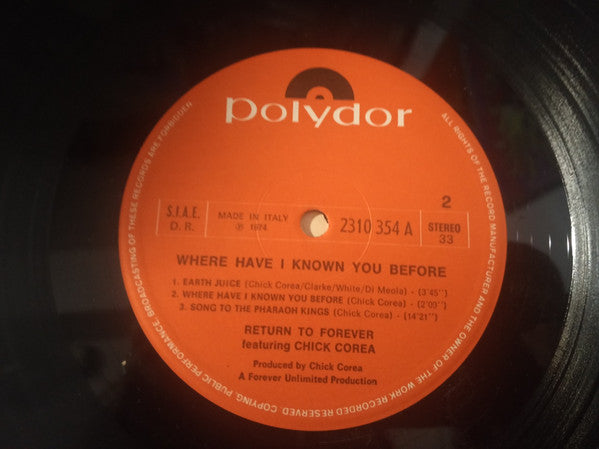 polydor
ALL RIGHTS OF THE RECORD MANUFACTURER AND THE OWNER OF THE WORK RECORDED RESERVED. COPYING, PUBLIC PERFORMANCE, BROADCASTING OF THESE RECORDS ARE FORBIDDEN
S.I.A.E.
D.R.
MADE IN ITALY
℗ 1974
2310 354 A
2
STEREO
33
WHERE HAVE I KNOWN YOU BEFORE
1. EARTH JUICE (Chick Corea/Clarke/White/Di Meola) - (3'45")
2. WHERE HAVE I KNOWN YOU BEFORE (Chick Corea) - (2'09")
3. SONG TO THE PHARAOH KINGS (Chick Corea) - (14'21")
RETURN TO FOREVER
featuring CHICK COREA
Produced by Chick Corea
A Forever Unlimited Production